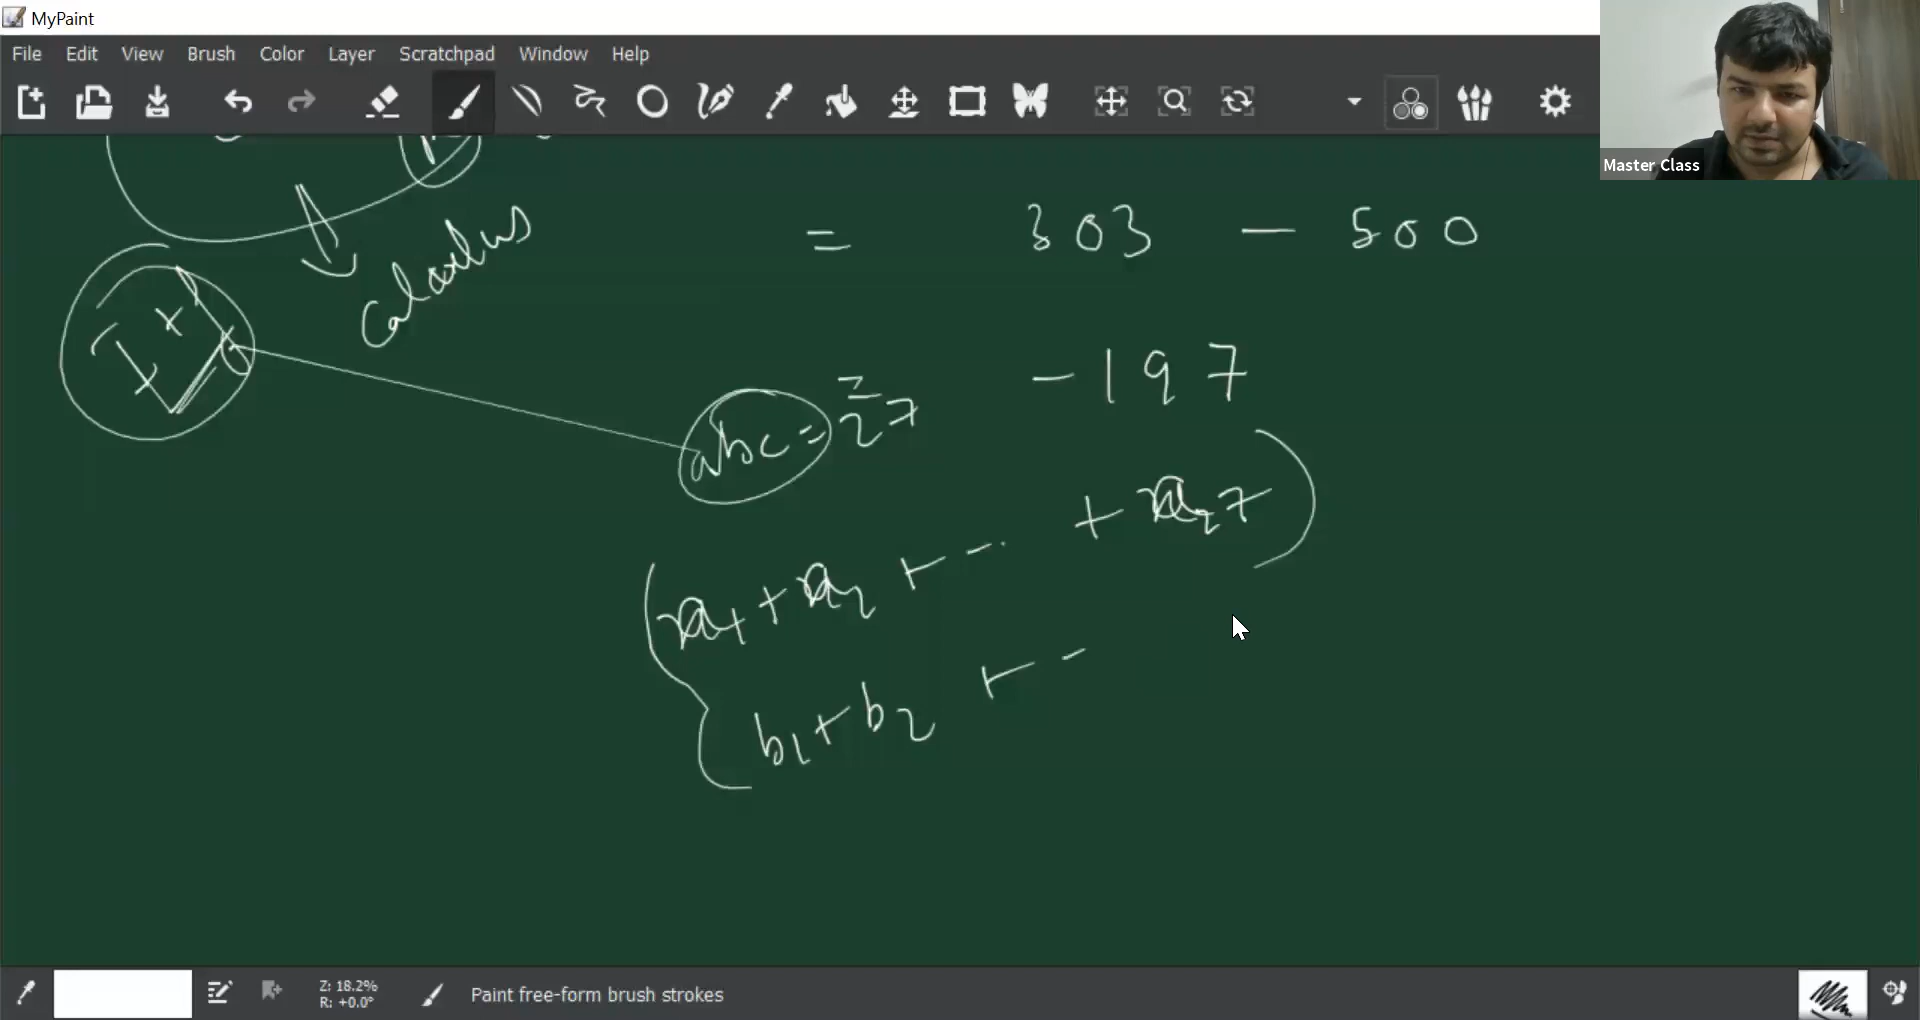 MyPaint
File Edit View Brush Color Layer Scratchpad Window Help
Master Class
= 303 - 500
calculus
- 197
abc = 27
a1 + a2 + - - + a27
b1 + b2 + -
Z: 18.2%
R: +0.0°
Paint free-form brush strokes